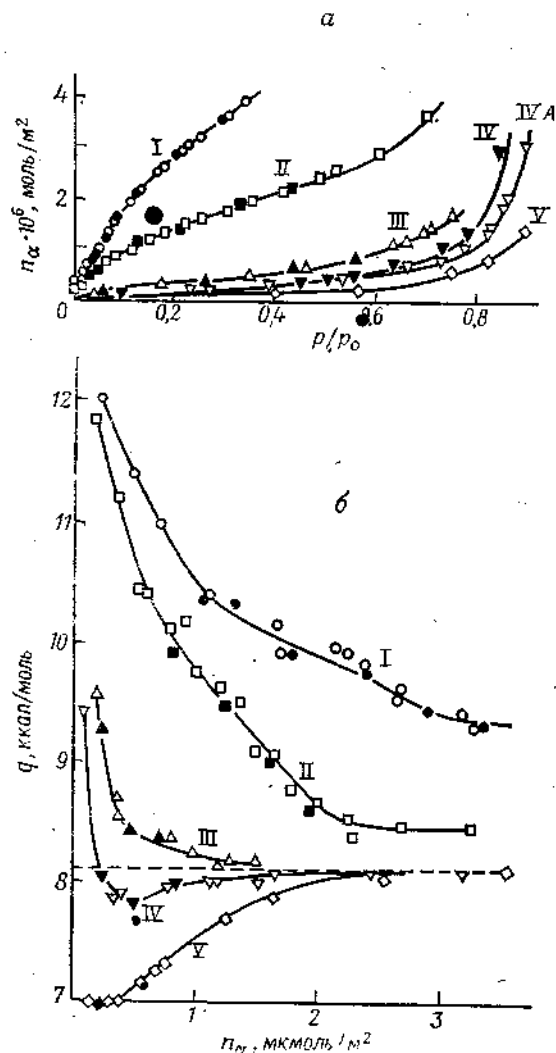 а
n_α·10⁶, моль/м²
4
2
0
I
II
III
IV
IV A
V
0,2
0,4
0,6
0,8
p/p₀
12
11
10
9
8
7
q, ккал/моль
б
I
II
III
IV
V
1
2
3
, мкмоль/м²